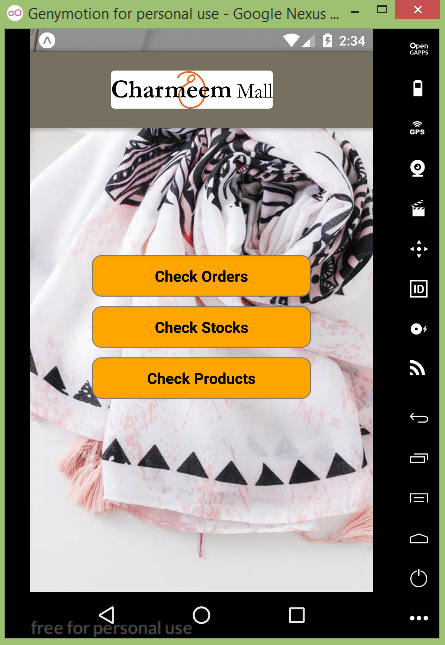 Genymotion for personal use - Google Nexus ...
2:34
Open
GAPPS
Charmeem Mall
GPS
Check Orders
ID
Check Stocks
Check Products
free for personal use